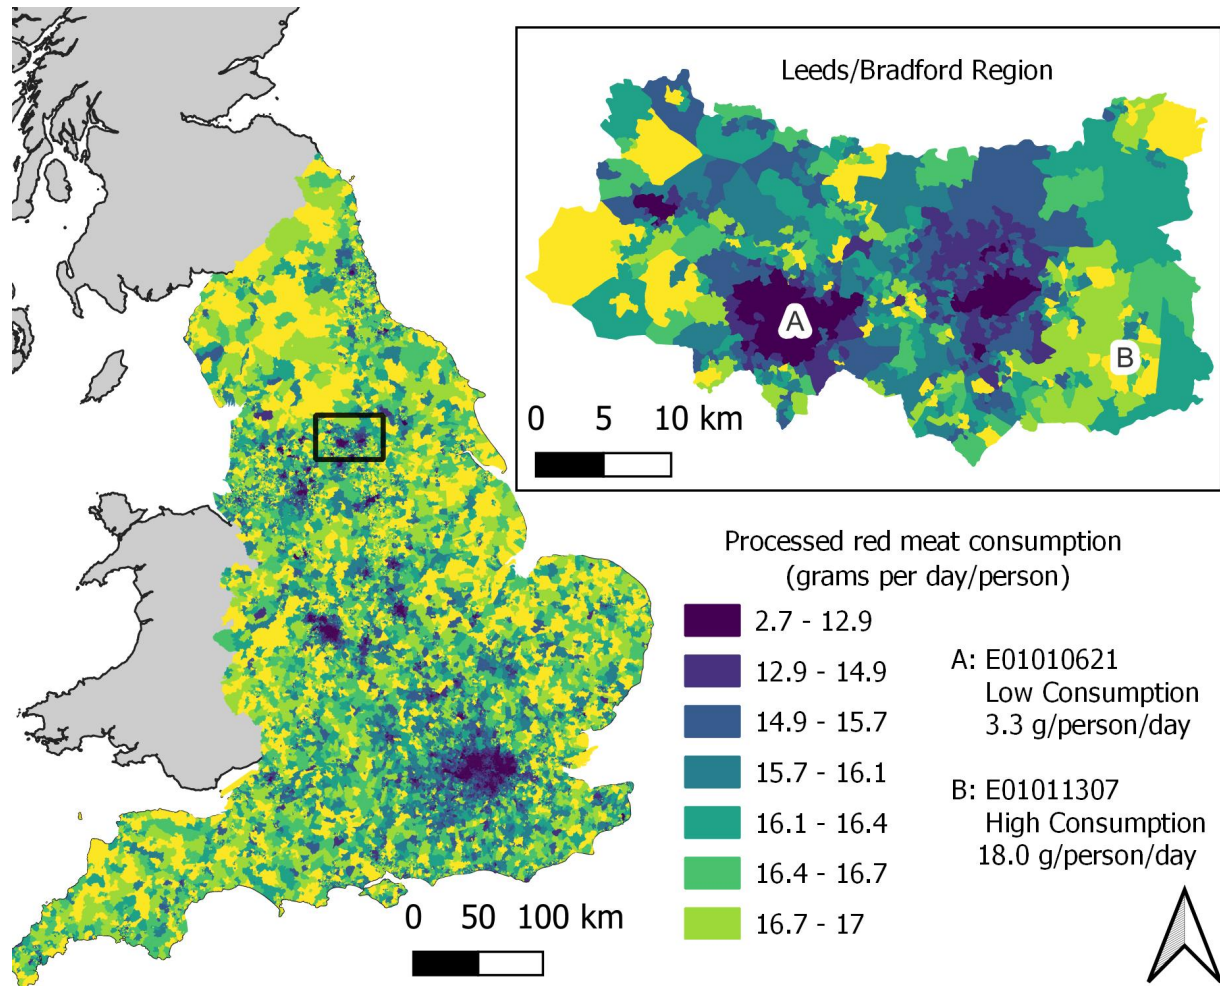 Leeds/Bradford Region
A
B
0 5 10 km
Processed red meat consumption
(grams per day/person)
2.7 - 12.9
12.9 - 14.9
14.9 - 15.7
15.7 - 16.1
16.1 - 16.4
16.4 - 16.7
16.7 - 17
A: E01010621
Low Consumption
3.3 g/person/day
B: E01011307
High Consumption
18.0 g/person/day
0 50 100 km